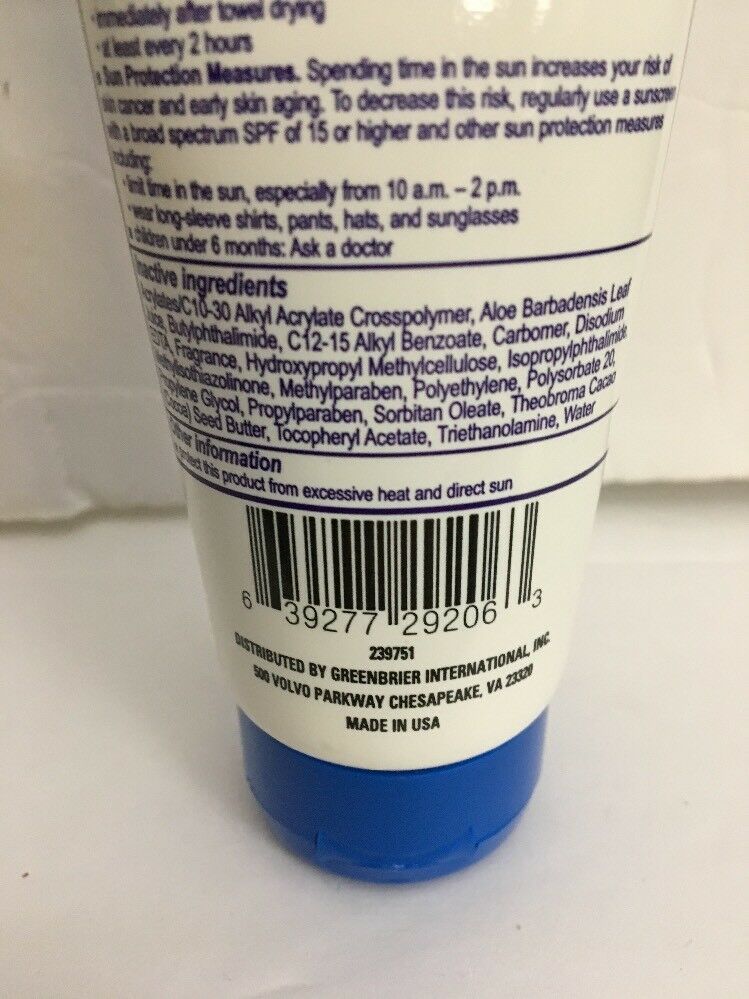 immediately after towel drying
at least every 2 hours
Sun Protection Measures. Spending time in the sun increases your risk of
skin cancer and early skin aging. To decrease this risk, regularly use a sunscreen
with a broad spectrum SPF of 15 or higher and other sun protection measures
including:
limit time in the sun, especially from 10 a.m. – 2 p.m.
wear long-sleeve shirts, pants, hats, and sunglasses
children under 6 months: Ask a doctor
Inactive ingredients
Acrylates/C10-30 Alkyl Acrylate Crosspolymer, Aloe Barbadensis Leaf
Juice, Butylphthalimide, C12-15 Alkyl Benzoate, Carbomer, Disodium
EDTA, Fragrance, Hydroxypropyl Methylcellulose, Isopropylphthalimide,
Methylisothiazolinone, Methylparaben, Polyethylene, Polysorbate 20,
Propylene Glycol, Propylparaben, Sorbitan Oleate, Theobroma Cacao
(Cocoa) Seed Butter, Tocopheryl Acetate, Triethanolamine, Water
Other information
protect this product from excessive heat and direct sun
6 39277 29206 3
239751
DISTRIBUTED BY GREENBRIER INTERNATIONAL, INC.
500 VOLVO PARKWAY CHESAPEAKE, VA 23320
MADE IN USA